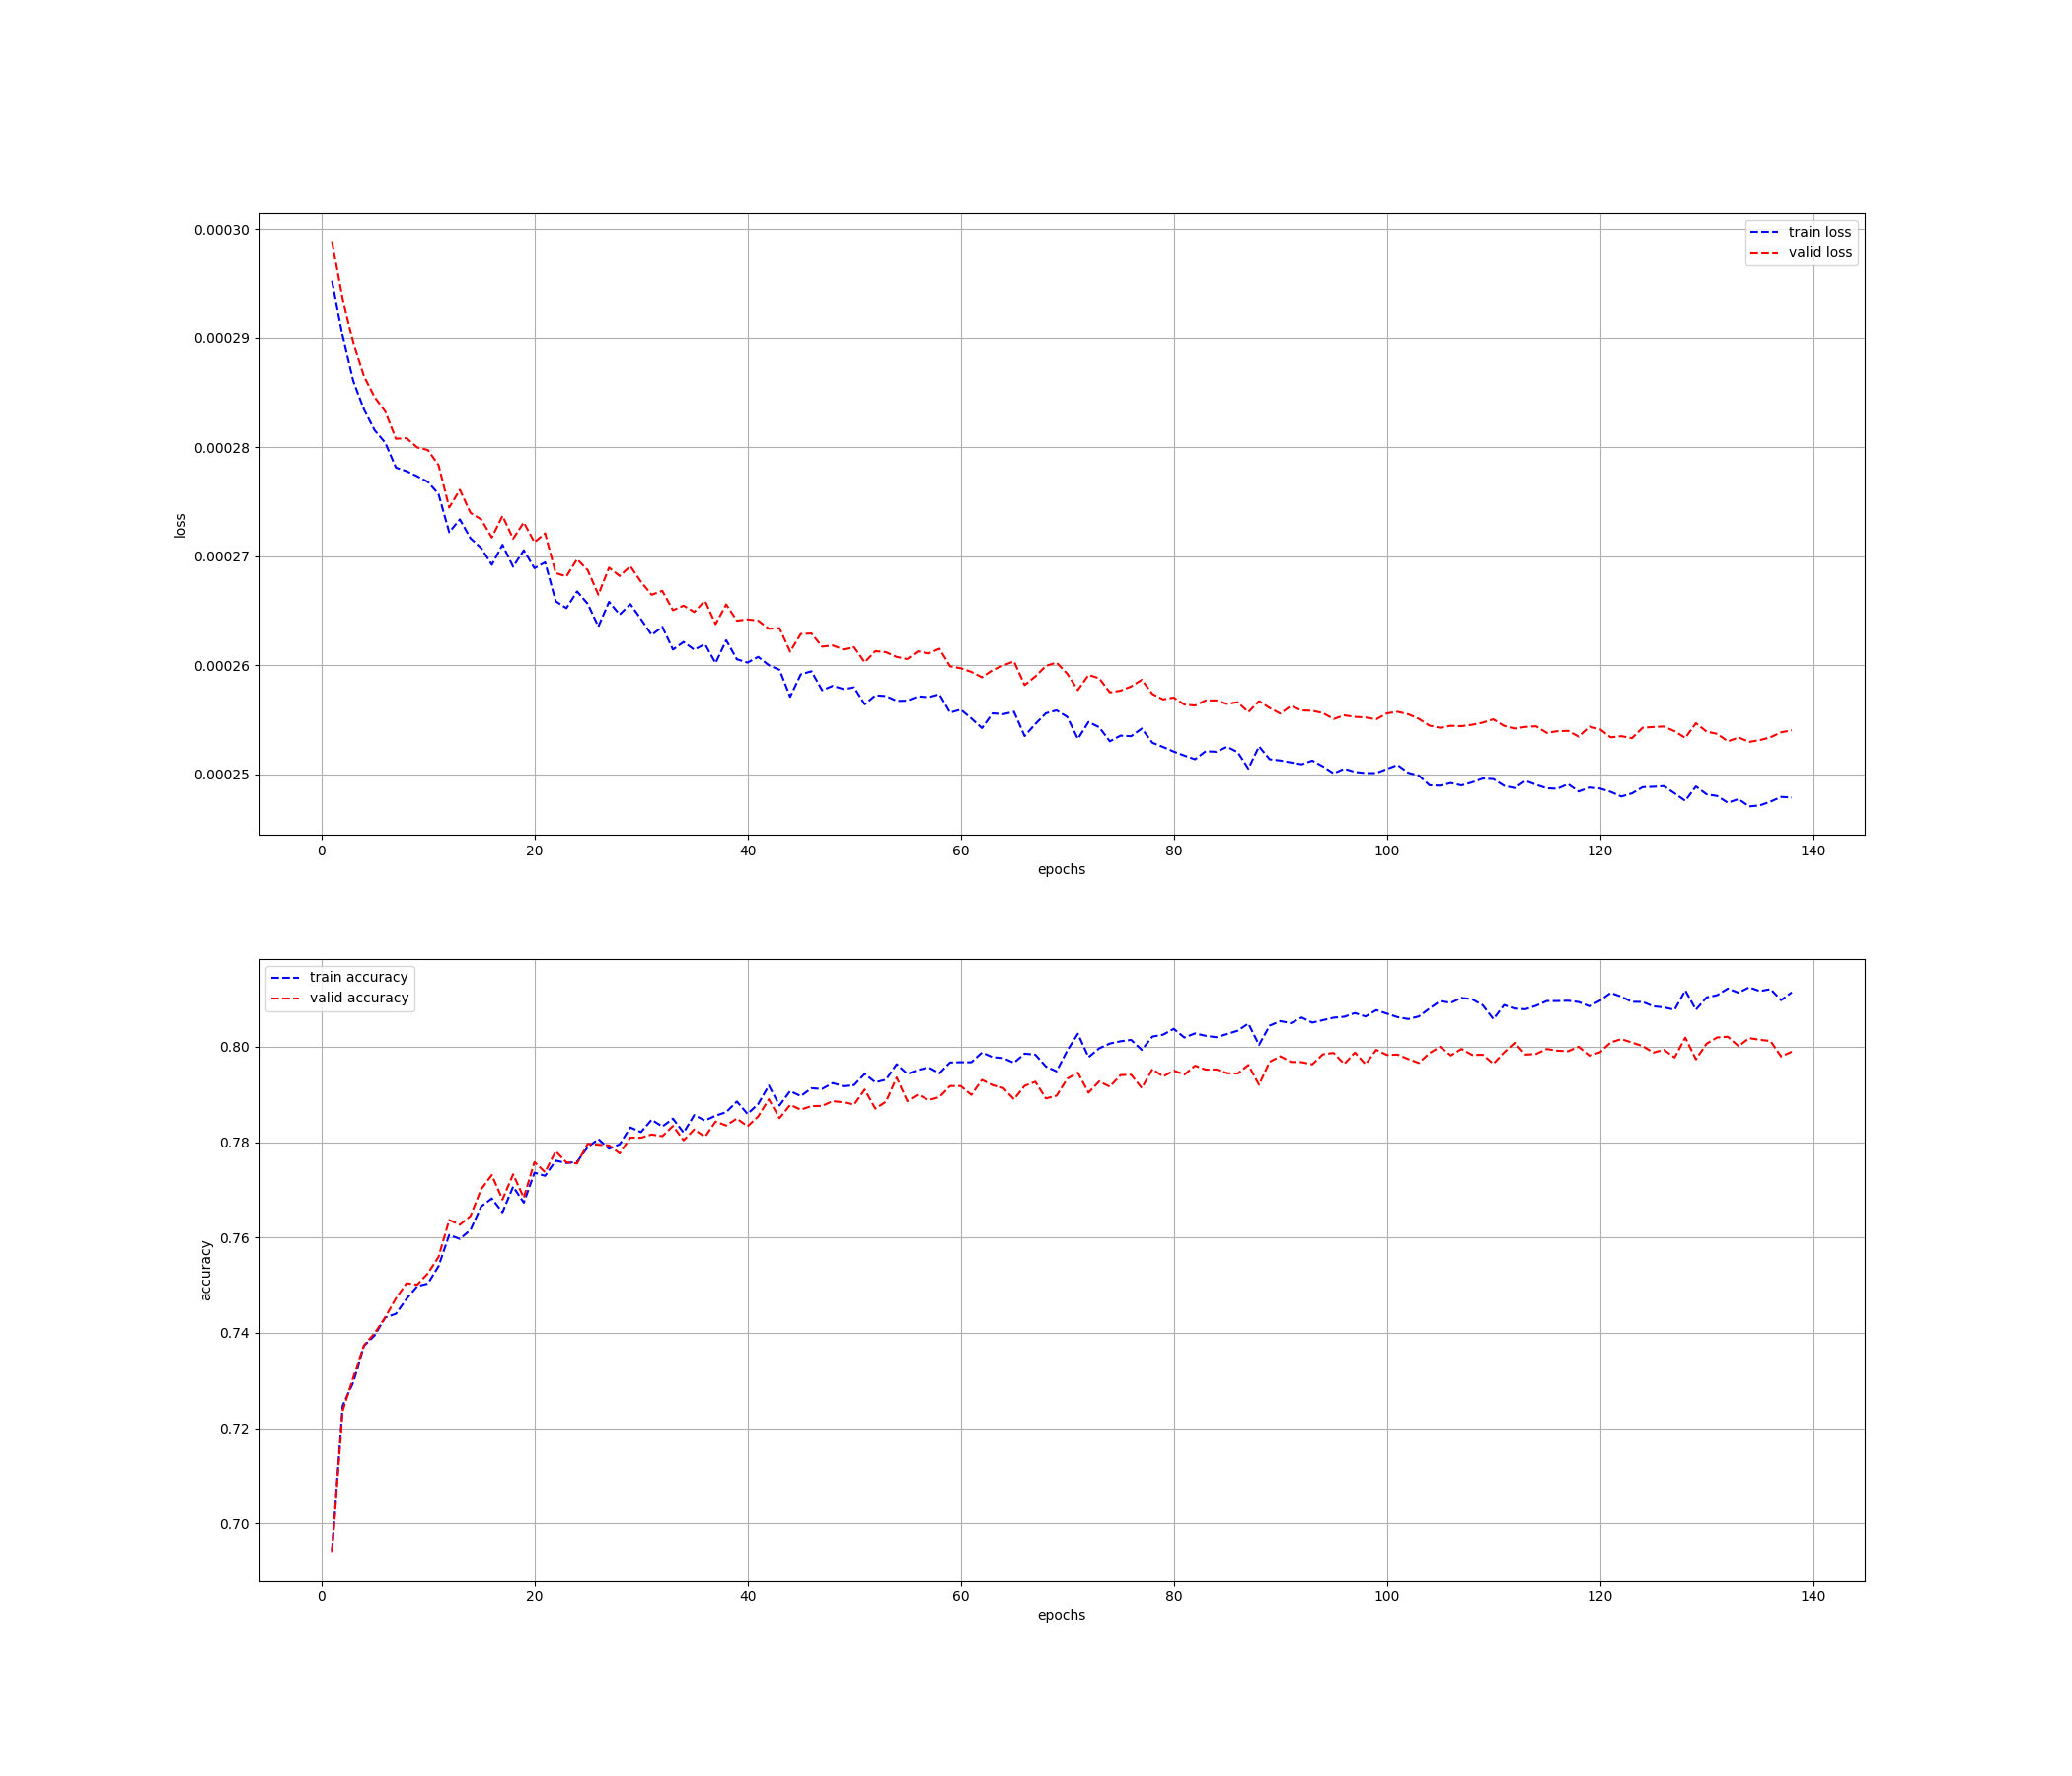 0.00030
train loss
valid loss
0.00029
0.00028
loss
0.00027
0.00026
0.00025
0 20 40 60 80 100 120 140
epochs
train accuracy
valid accuracy
0.80
0.78
0.76
accuracy
0.74
0.72
0.70
0 20 40 60 80 100 120 140
epochs